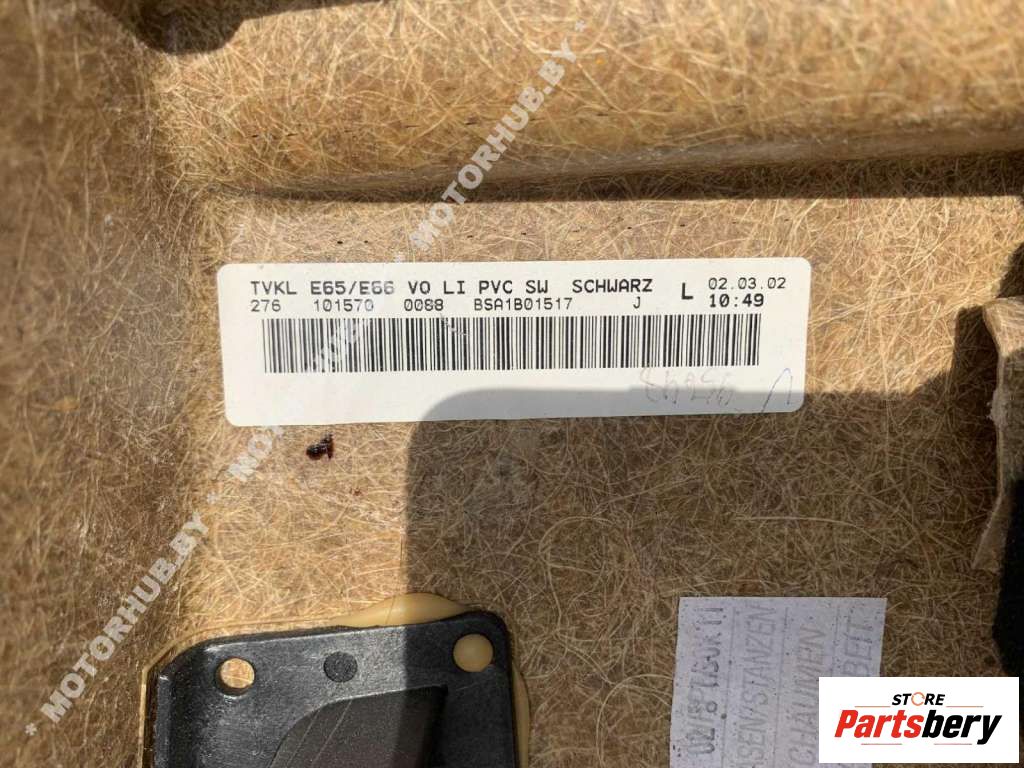 TVKL E65/E66 VO LI PVC SW SCHWARZ L 02.03.02
276 101570 0088 BSA1B01517 J 10:49
* MOTORHUB.BY * MOTORHUB.BY * MOTORHUB.BY *
STORE
Partsbery